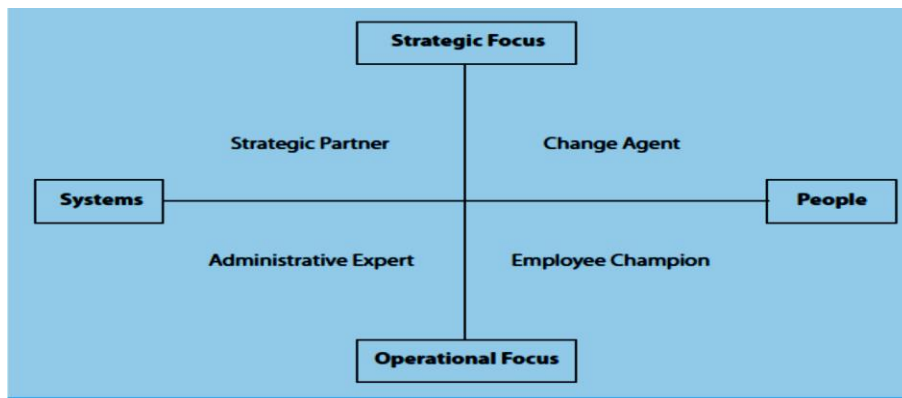 Strategic Focus
Strategic Partner
Change Agent
Systems
People
Administrative Expert
Employee Champion
Operational Focus